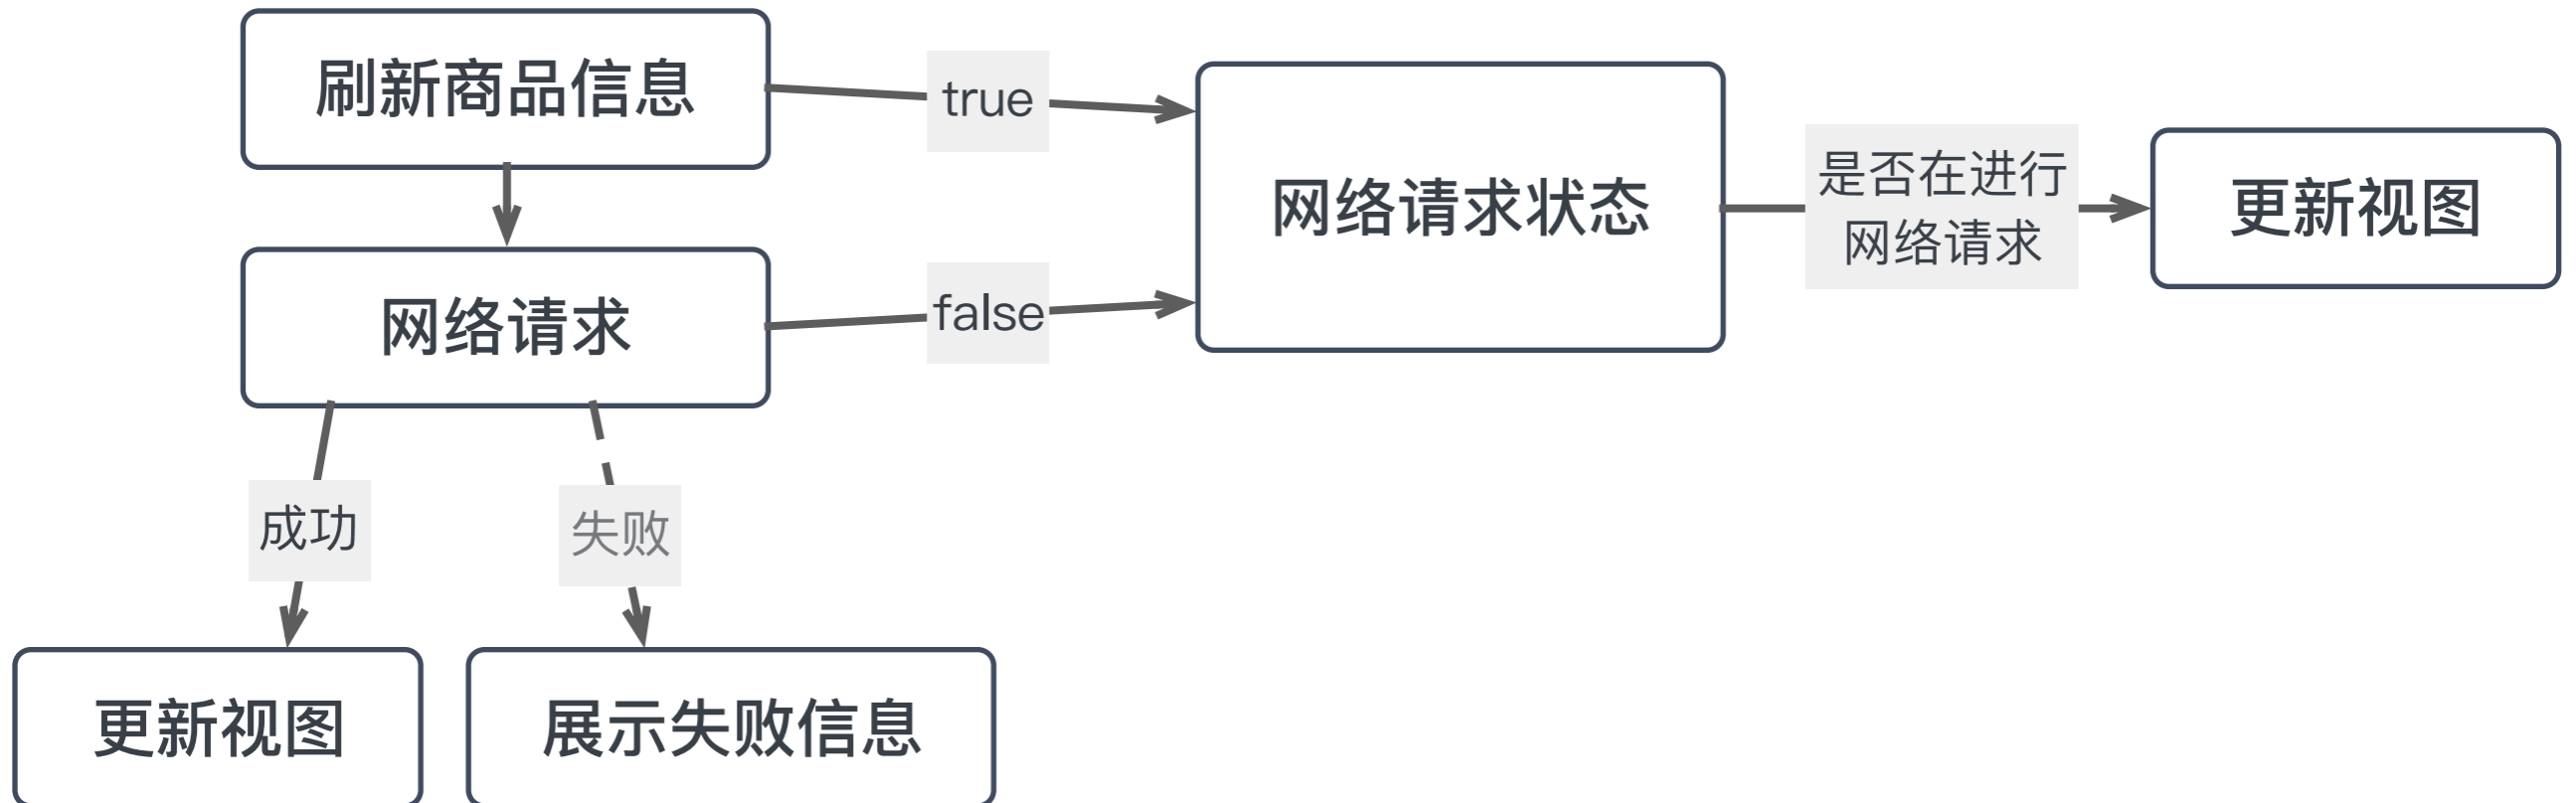 刷新商品信息
true
网络请求状态
是否在进行
网络请求
更新视图
网络请求
false
成功
失败
更新视图
展示失败信息